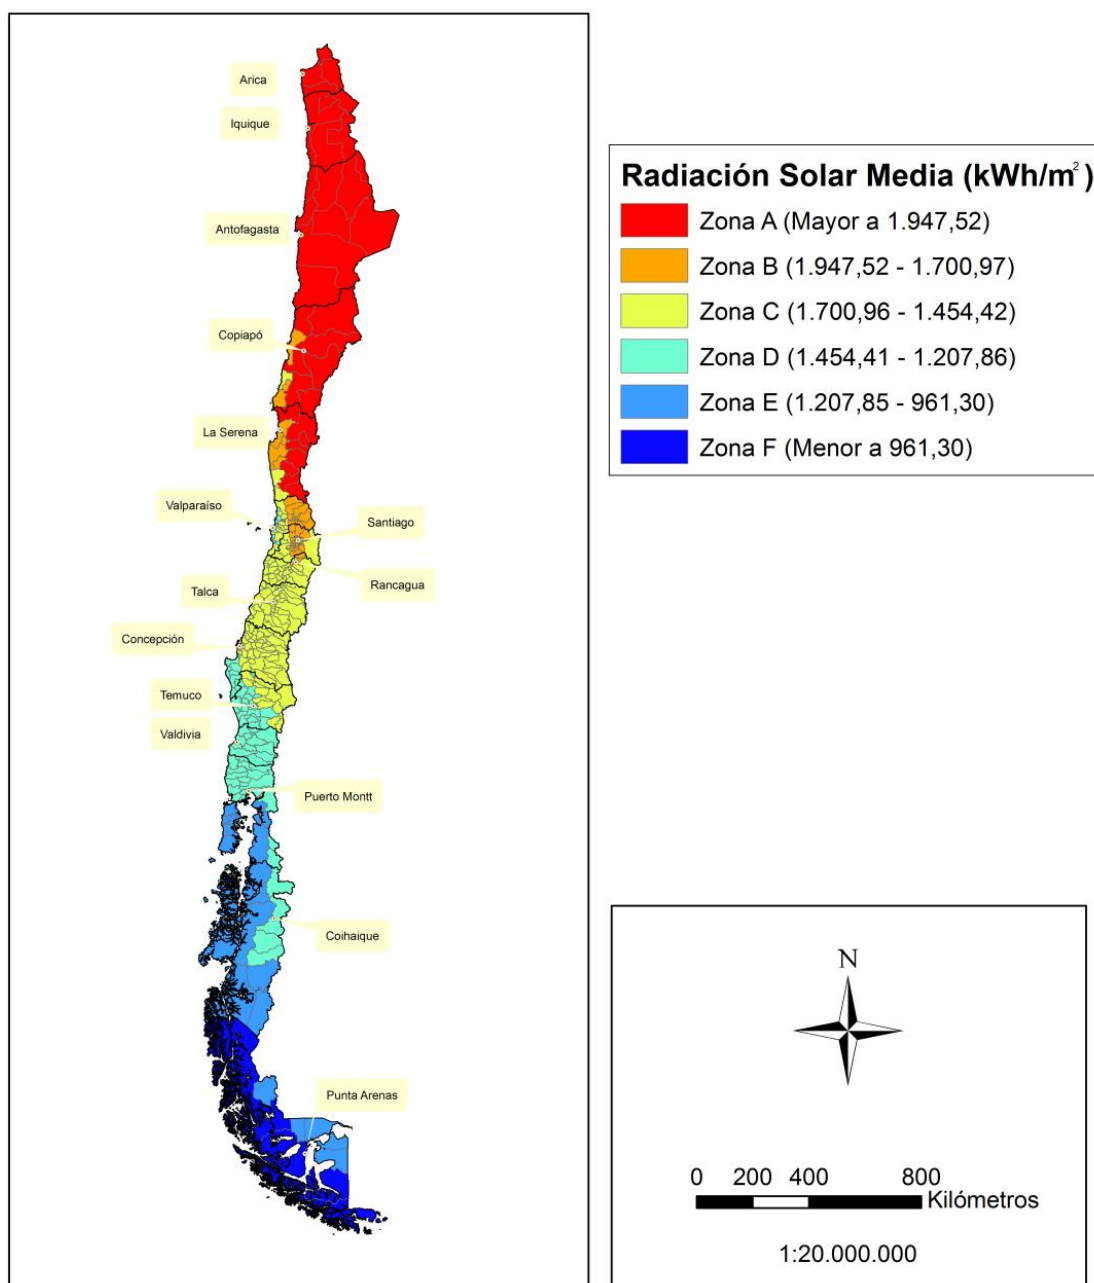 Arica
Iquique
Antofagasta
Copiapó
La Serena
Valparaíso
Santiago
Rancagua
Talca
Concepción
Temuco
Valdivia
Puerto Montt
Coihaique
Punta Arenas
Radiación Solar Media (kWh/m²)
Zona A (Mayor a 1.947,52)
Zona B (1.947,52 - 1.700,97)
Zona C (1.700,96 - 1.454,42)
Zona D (1.454,41 - 1.207,86)
Zona E (1.207,85 - 961,30)
Zona F (Menor a 961,30)
N
0 200 400 800
Kilómetros
1:20.000.000